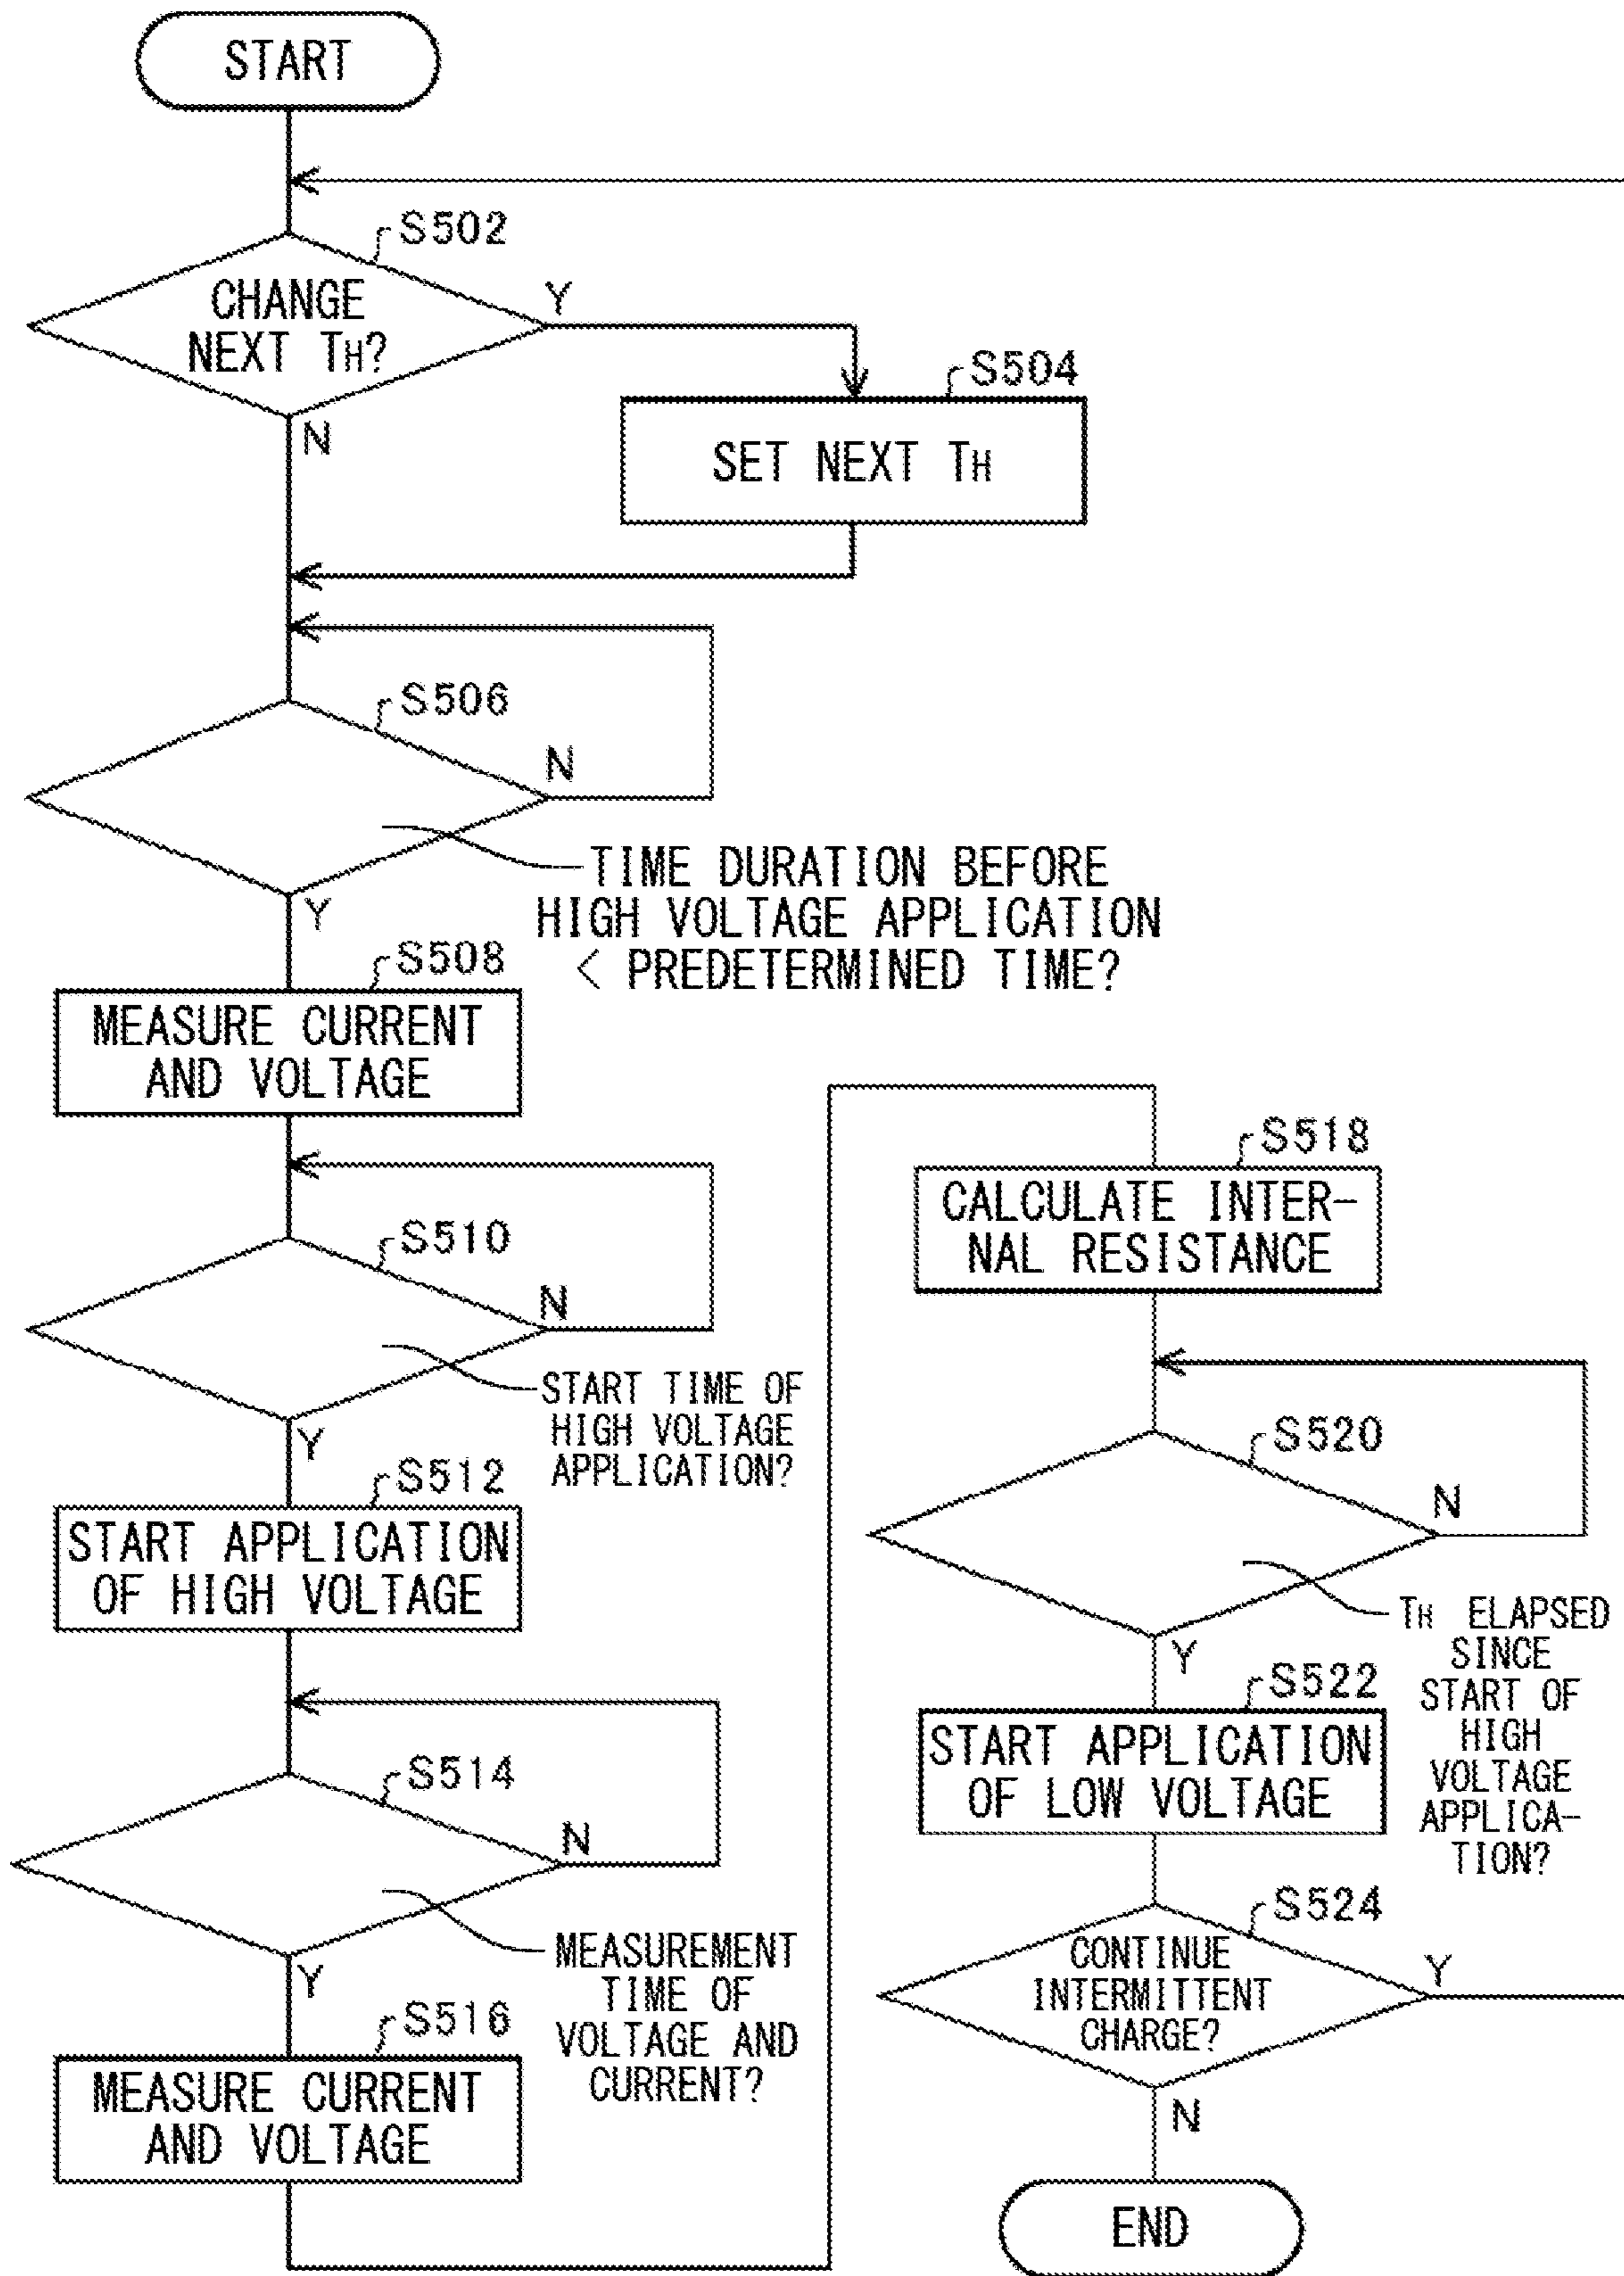 START
S502
CHANGE
NEXT TH?
Y
N
S504
SET NEXT TH
S506
N
Y
TIME DURATION BEFORE
HIGH VOLTAGE APPLICATION
< PREDETERMINED TIME?
S508
MEASURE CURRENT
AND VOLTAGE
S510
N
Y
START TIME OF
HIGH VOLTAGE
APPLICATION?
S512
START APPLICATION
OF HIGH VOLTAGE
S514
N
Y
MEASUREMENT
TIME OF
VOLTAGE AND
CURRENT?
S516
MEASURE CURRENT
AND VOLTAGE
S518
CALCULATE INTER-
NAL RESISTANCE
S520
N
Y
TH ELAPSED
SINCE
START OF
HIGH
VOLTAGE
APPLICA-
TION?
S522
START APPLICATION
OF LOW VOLTAGE
S524
CONTINUE
INTERMITTENT
CHARGE?
Y
N
END